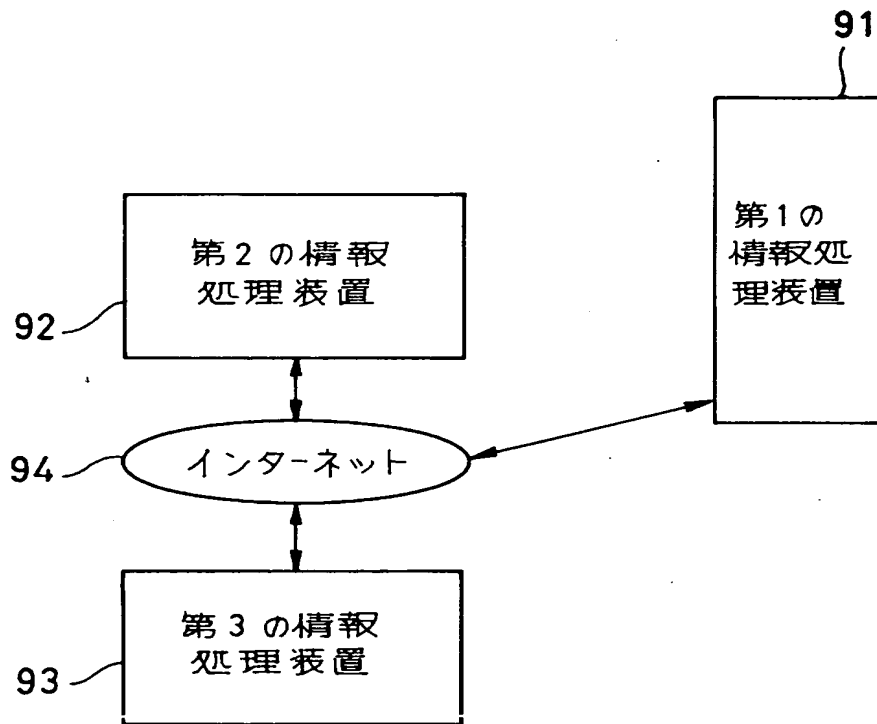 91
第1の
情報処
理装置
第2の情報
処理装置
92
インターネット
94
第3の情報
処理装置
93